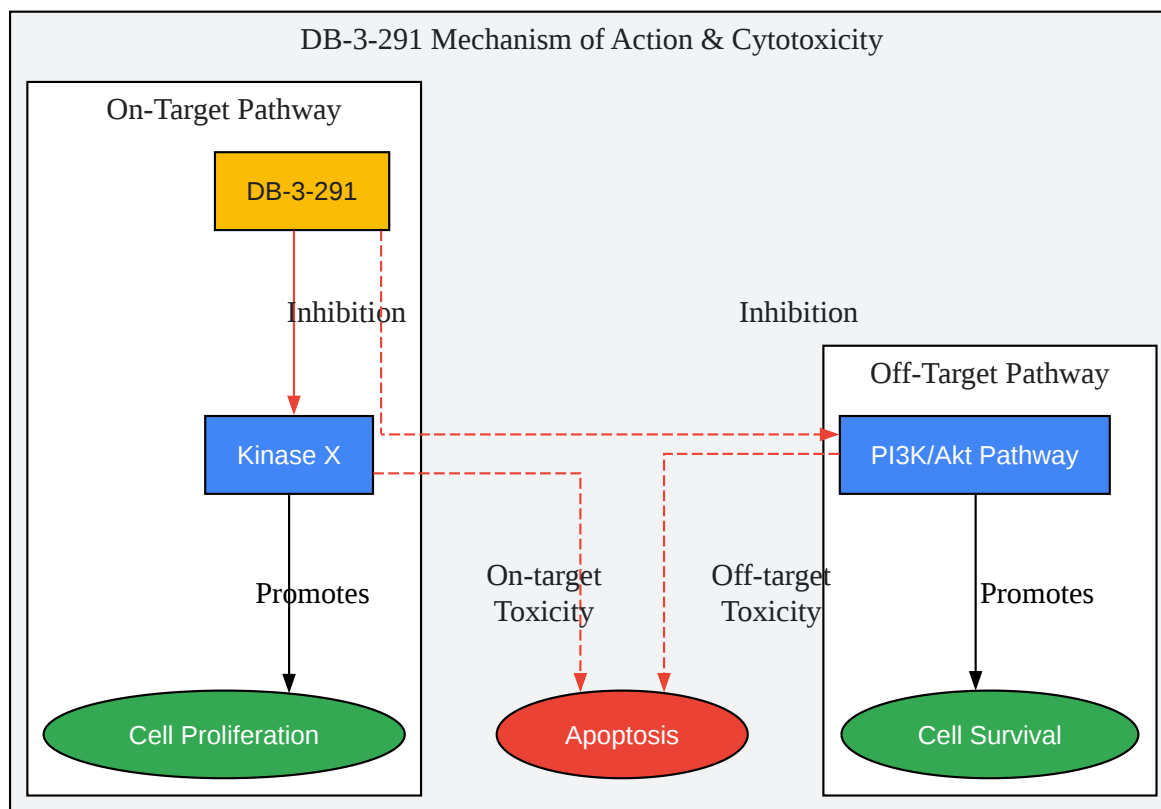 DB-3-291 Mechanism of Action & Cytotoxicity
On-Target Pathway
DB-3-291
Inhibition
Inhibition
Off-Target Pathway
Kinase X
PI3K/Akt Pathway
On-target
Toxicity
Off-target
Toxicity
Promotes
Promotes
Cell Proliferation
Apoptosis
Cell Survival